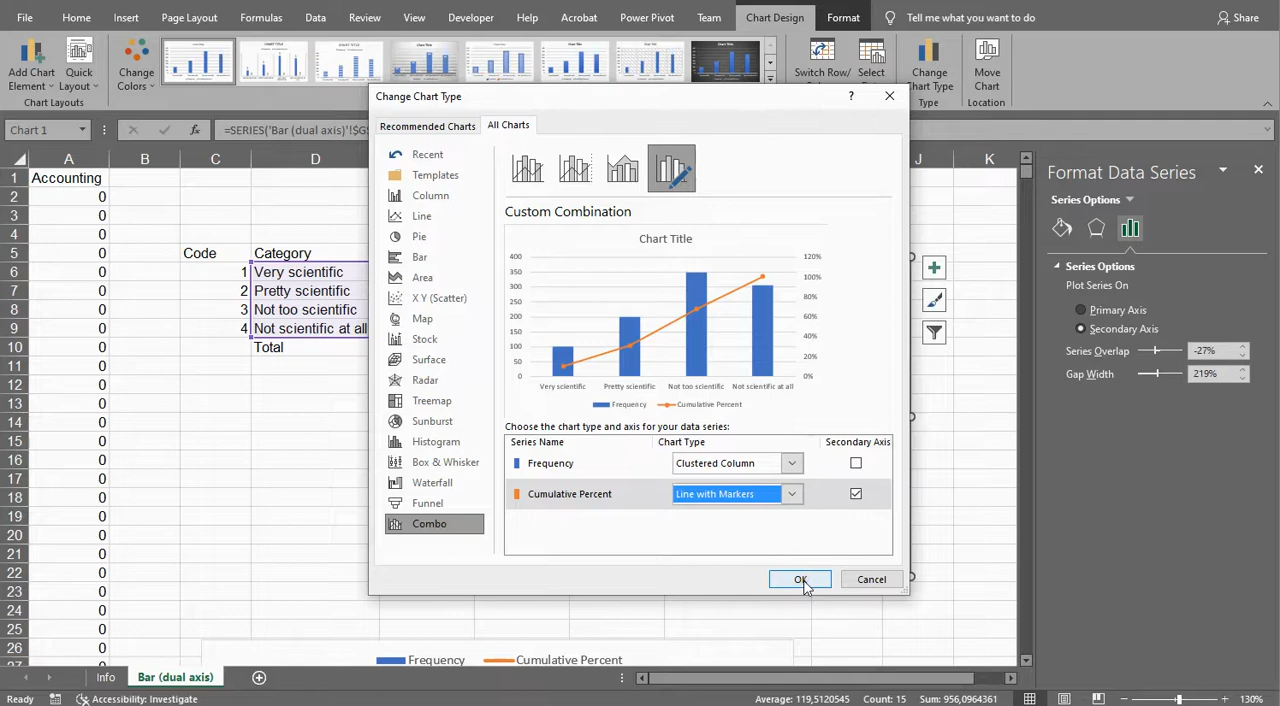 File Home Insert Page Layout Formulas Data Review View Developer Help Acrobat Power Pivot Team Chart Design Format Tell me what you want to do Share
Add Chart Element Quick Layout
Chart Layouts
Change Colors
Switch Row/
Select
Change Chart Type
Type
Move Chart
Location
Chart 1 fx =SERIES('Bar (dual axis)'!$G
A B C D J K
1 Accounting
2 0
3 0
4 0
5 0 Code Category
6 0 1 Very scientific
7 0 2 Pretty scientific
8 0 3 Not too scientific
9 0 4 Not scientific at all
10 0 Total
11 0
12 0
13 0
14 0
15 0
16 0
17 0
18 0
19 0
20 0
21 0
22 0
23 0
24 0
25 0
26 0
Frequency Cumulative Percent
Change Chart Type ?
Recommended Charts All Charts
Recent
Templates
Column
Line
Pie
Bar
Area
X Y (Scatter)
Map
Stock
Surface
Radar
Treemap
Sunburst
Histogram
Box & Whisker
Waterfall
Funnel
Combo
Custom Combination
Chart Title
400 120%
350 100%
300 80%
250
200 60%
150 40%
100 20%
50
0 0%
Very scientific Pretty scientific Not too scientific Not scientific at all
Frequency Cumulative Percent
Choose the chart type and axis for your data series:
Series Name Chart Type Secondary Axis
Frequency Clustered Column
Cumulative Percent Line with Markers
OK Cancel
Format Data Series
Series Options
Series Options
Plot Series On
Primary Axis
Secondary Axis
Series Overlap -27%
Gap Width 219%
Info Bar (dual axis)
Ready Accessibility: Investigate Average: 119,5120545 Count: 15 Sum: 956,0964361 130%